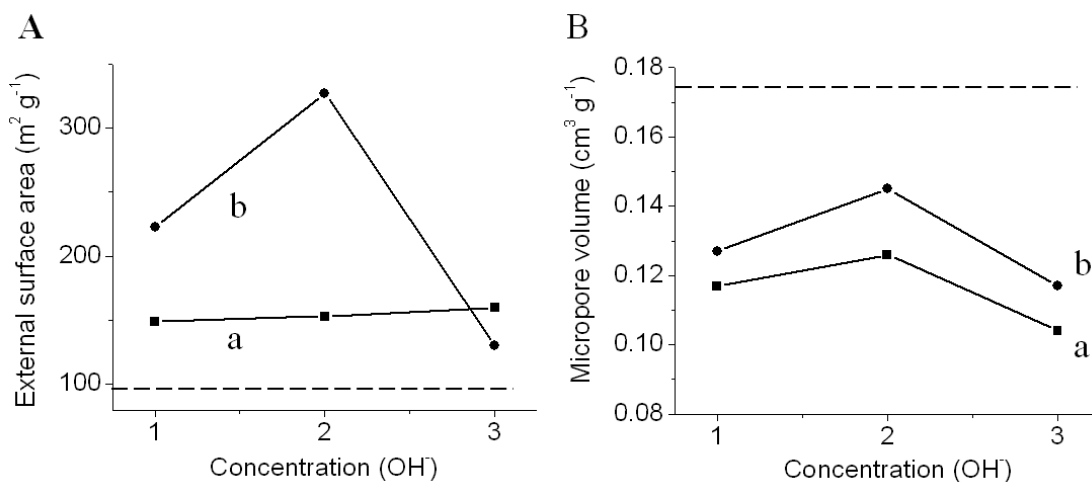 A
External surface area (m² g⁻¹)
300
200
100
b
a
1 2 3
Concentration (OH⁻)
B
Micropore volume (cm³ g⁻¹)
0.18
0.16
0.14
0.12
0.10
0.08
b
a
1 2 3
Concentration (OH⁻)